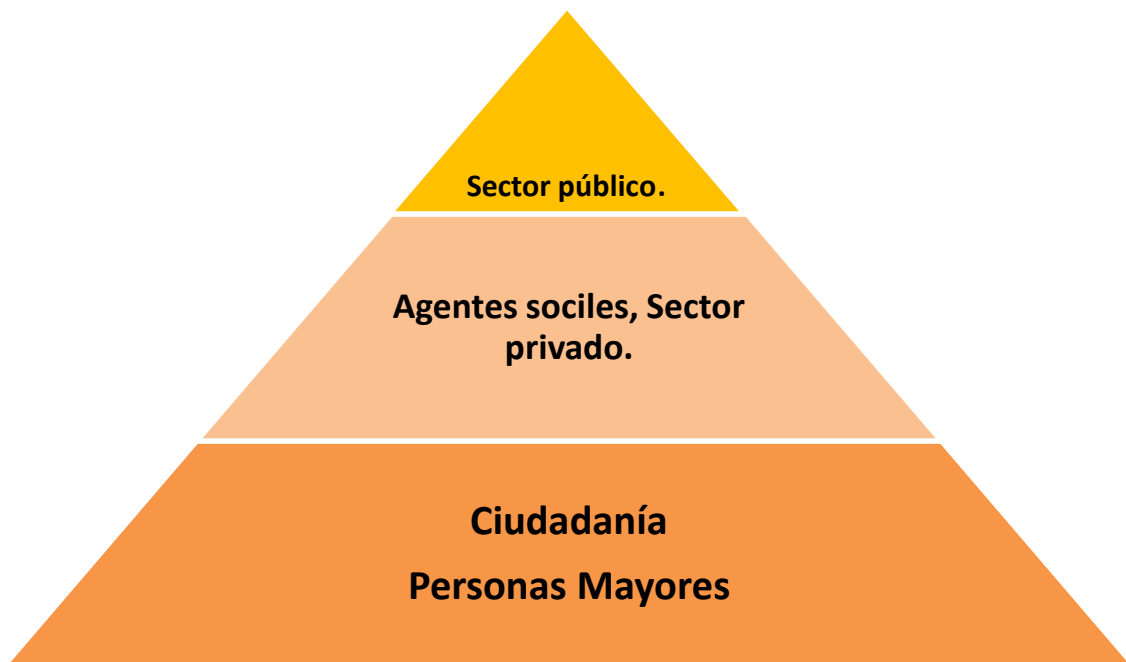 Sector público.
Agentes sociles, Sector
privado.
Ciudadanía
Personas Mayores